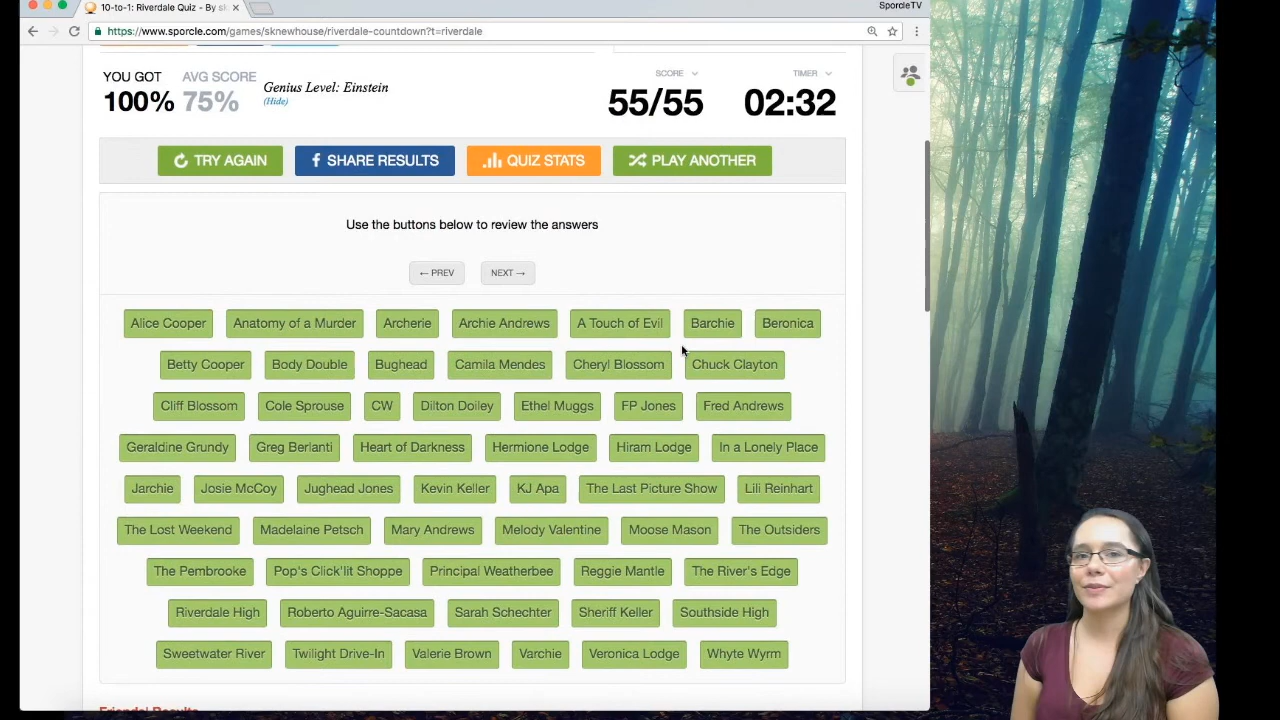 10-to-1: Riverdale Quiz - By sk
SporcleTV
https://www.sporcle.com/games/sknewhouse/riverdale-countdown?t=riverdale
YOU GOT AVG SCORE
Genius Level: Einstein
(Hide)
100% 75%
SCORE TIMER
55/55 02:32
TRY AGAIN SHARE RESULTS QUIZ STATS PLAY ANOTHER
Use the buttons below to review the answers
← PREV NEXT →
Alice Cooper Anatomy of a Murder Archerie Archie Andrews A Touch of Evil Barchie Beronica
Betty Cooper Body Double Bughead Camila Mendes Cheryl Blossom Chuck Clayton
Cliff Blossom Cole Sprouse CW Dilton Doiley Ethel Muggs FP Jones Fred Andrews
Geraldine Grundy Greg Berlanti Heart of Darkness Hermione Lodge Hiram Lodge In a Lonely Place
Jarchie Josie McCoy Jughead Jones Kevin Keller KJ Apa The Last Picture Show Lili Reinhart
The Lost Weekend Madelaine Petsch Mary Andrews Melody Valentine Moose Mason The Outsiders
The Pembrooke Pop's Click'lit Shoppe Principal Weatherbee Reggie Mantle The River's Edge
Riverdale High Roberto Aguirre-Sacasa Sarah Schechter Sheriff Keller Southside High
Sweetwater River Twilight Drive-In Valerie Brown Varchie Veronica Lodge Whyte Wyrm
Friends' Results